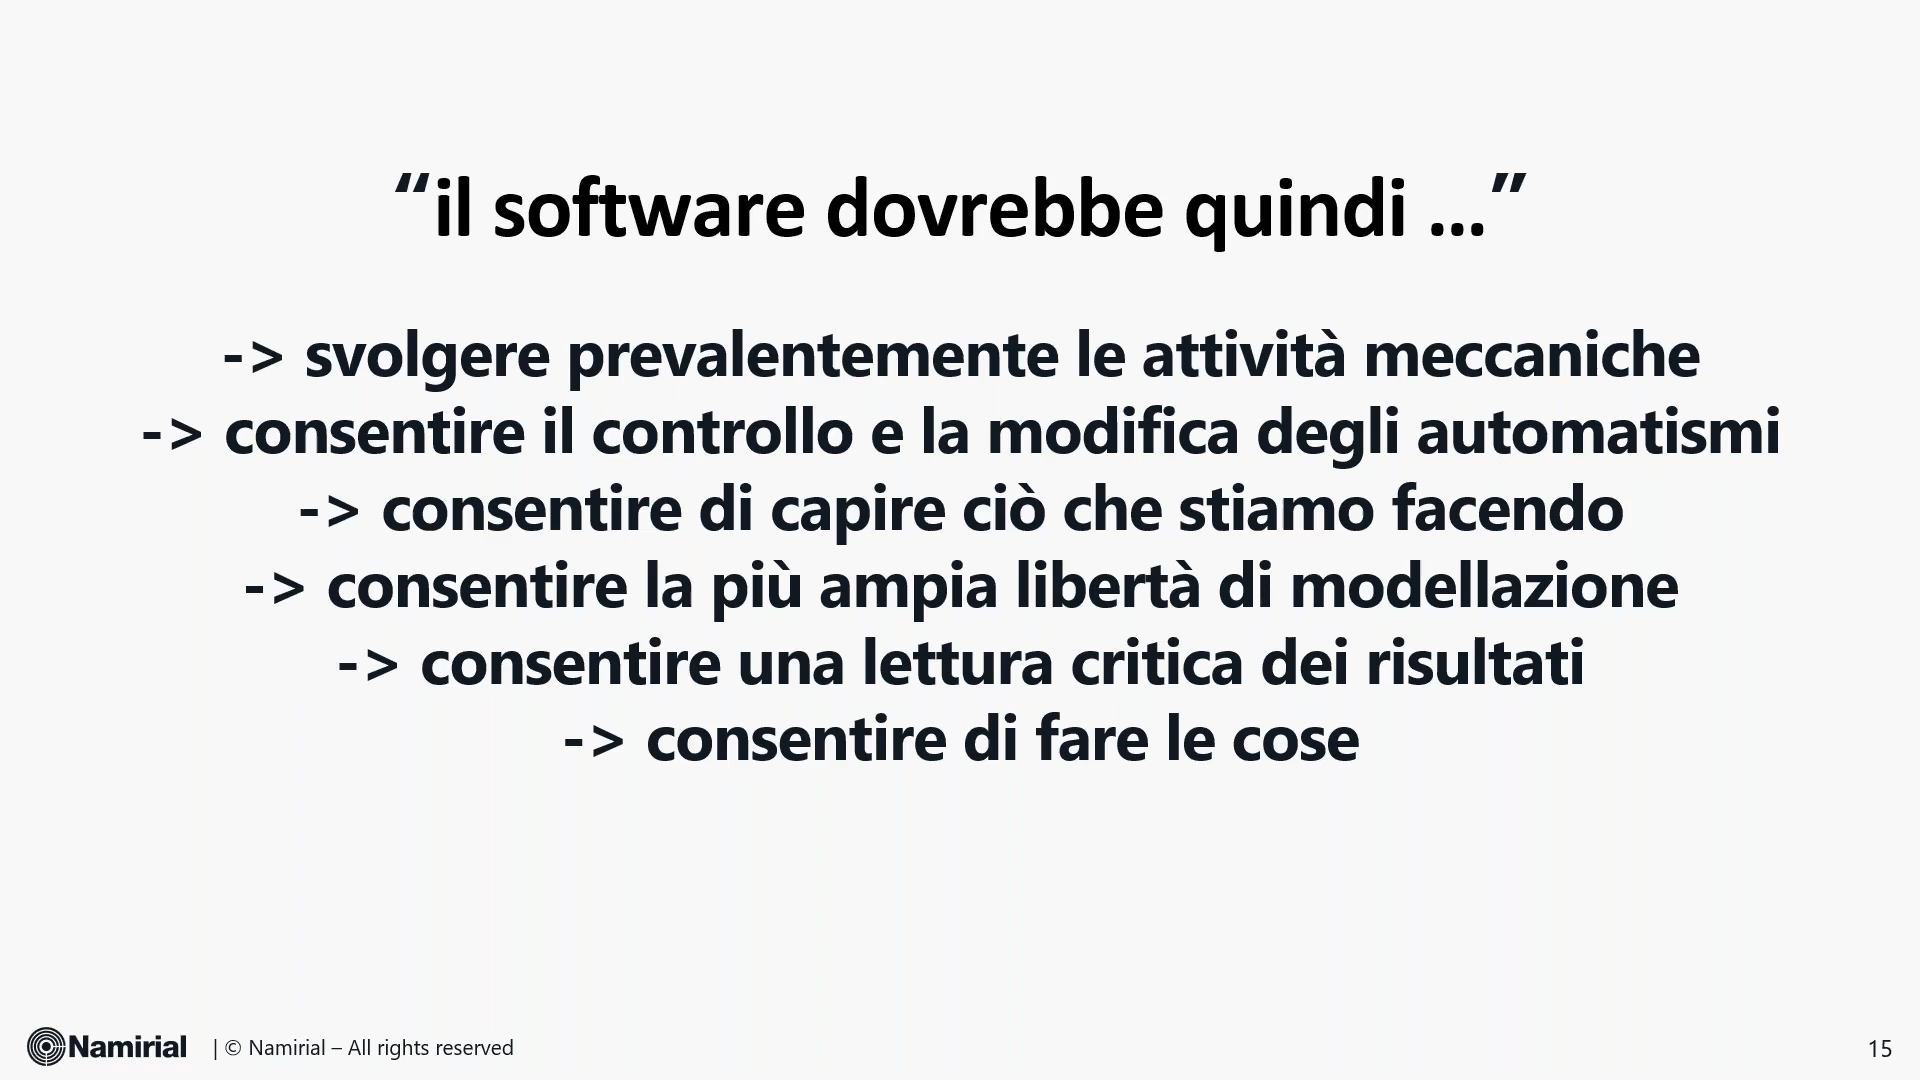 “il software dovrebbe quindi ...”
-> svolgere prevalentemente le attività meccaniche
-> consentire il controllo e la modifica degli automatismi
-> consentire di capire ciò che stiamo facendo
-> consentire la più ampia libertà di modellazione
-> consentire una lettura critica dei risultati
-> consentire di fare le cose
Namirial | © Namirial – All rights reserved
15